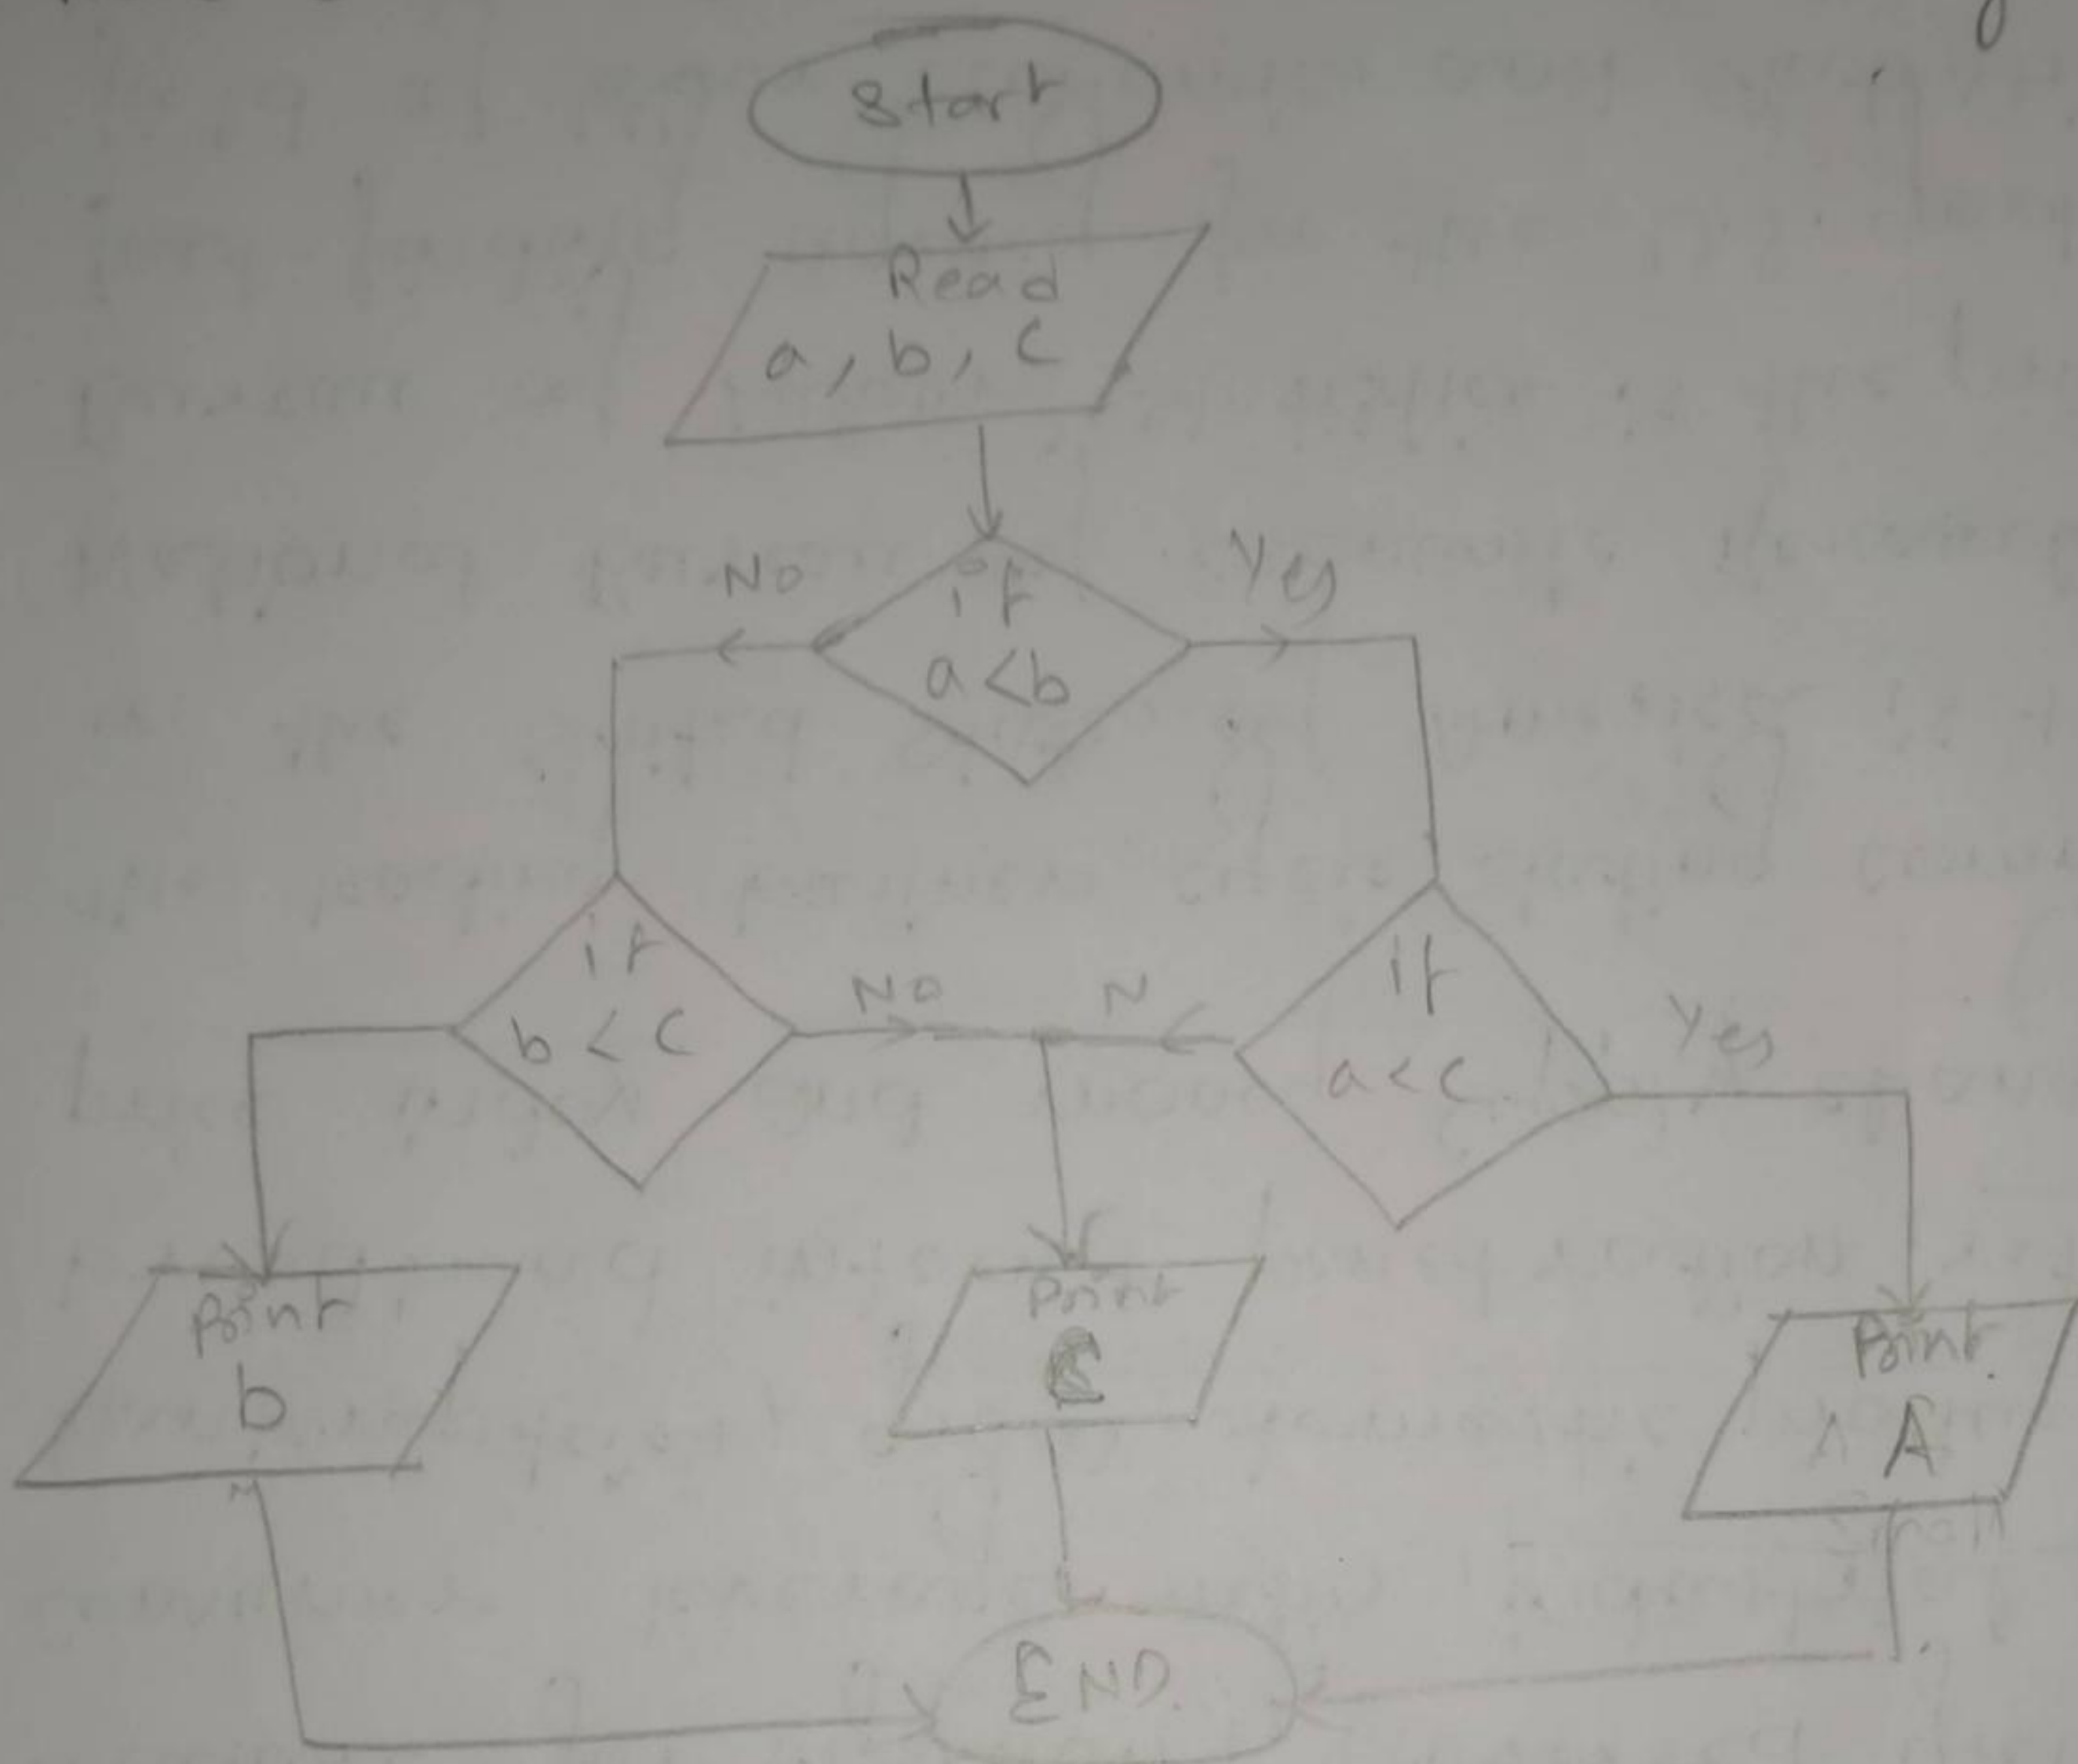 Start
Read
a, b, C
No
Yes
if
a<b
if
b < C
No
N
if
a<c
Yes
Print
b
Print
C
Print
A
END